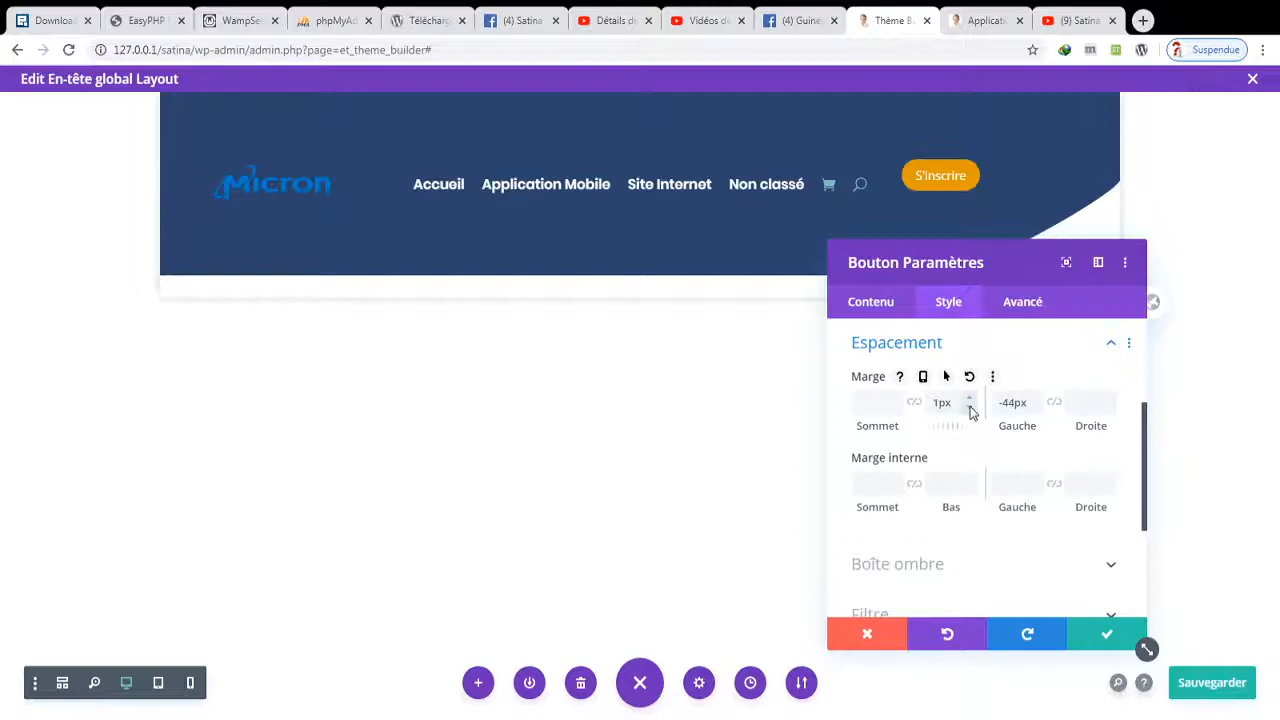 Download
EasyPHP
WampSer
phpMyAd
Télécharg
(4) Satina
Détails de
Vidéos de
(4) Guine
Thème Bu
Applicati
(9) Satina
127.0.0.1/satina/wp-admin/admin.php?page=et_theme_builder#
Suspendue
Edit En-tête global Layout
Micron
Accueil
Application Mobile
Site Internet
Non classé
S'inscrire
Bouton Paramètres
Contenu
Style
Avancé
Espacement
Marge
1px
-44px
Sommet
Gauche
Droite
Marge interne
Sommet
Bas
Gauche
Droite
Boîte ombre
Filtre
Sauvegarder